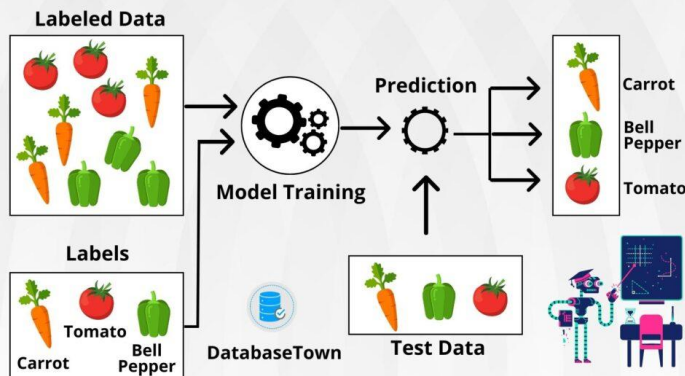 Labeled Data
Prediction
Carrot
Bell
Pepper
Tomato
Model Training
Labels
Carrot
Tomato
Bell
Pepper
DatabaseTown
Test Data